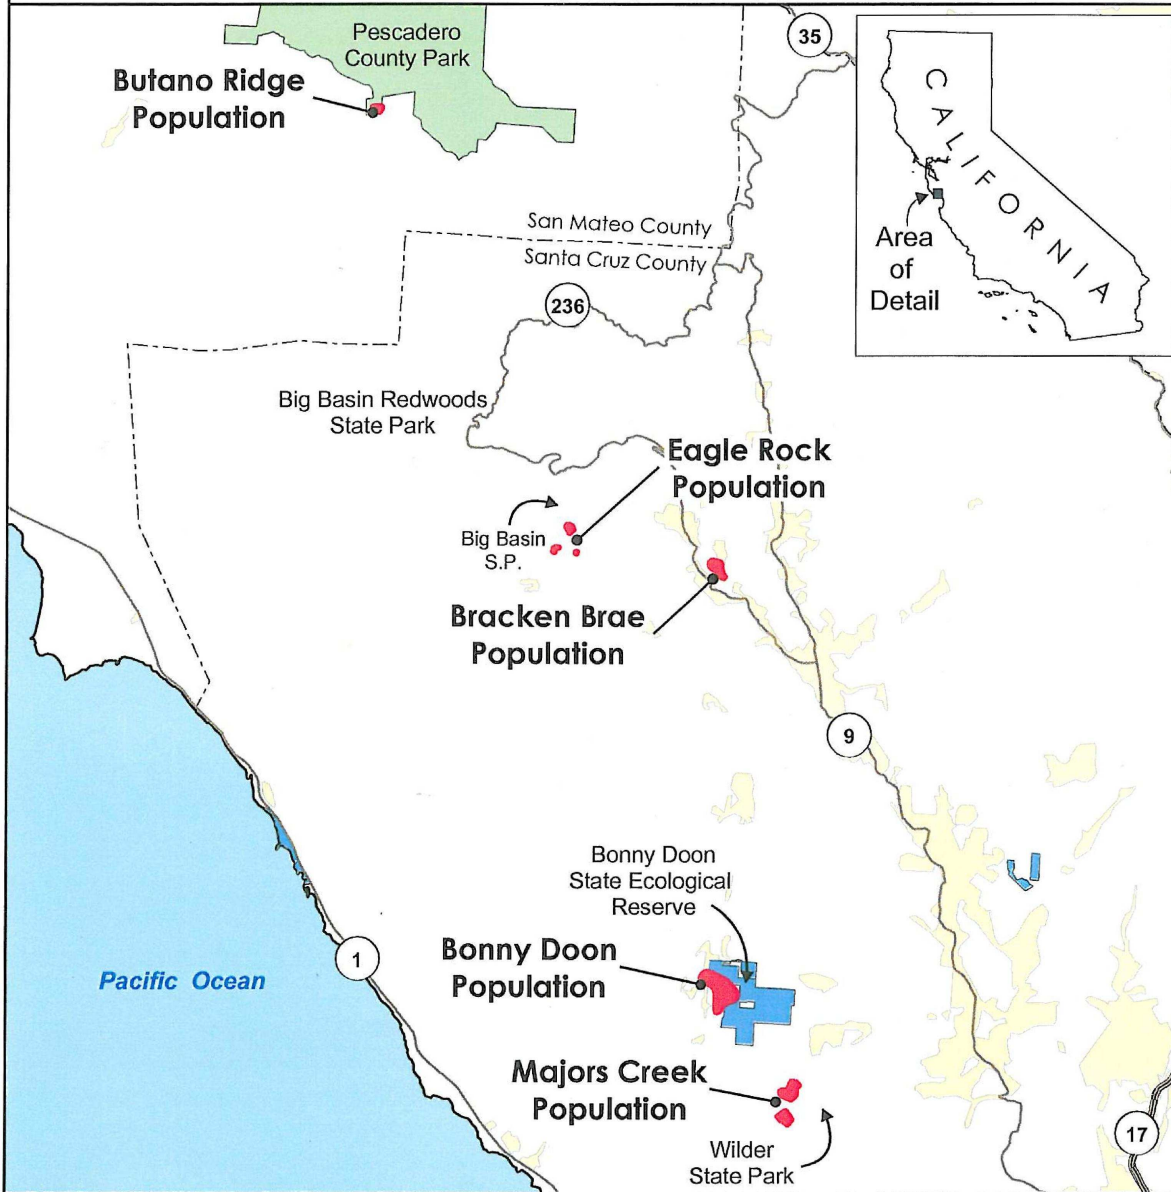 Pescadero
County Park
35
Butano Ridge
Population
CALIFORNIA
Area
of
Detail
San Mateo County
Santa Cruz County
236
Big Basin Redwoods
State Park
Eagle Rock
Population
Big Basin
S.P.
Bracken Brae
Population
9
Bonny Doon
State Ecological
Reserve
Bonny Doon
Population
1
Pacific Ocean
Majors Creek
Population
17
Wilder
State Park